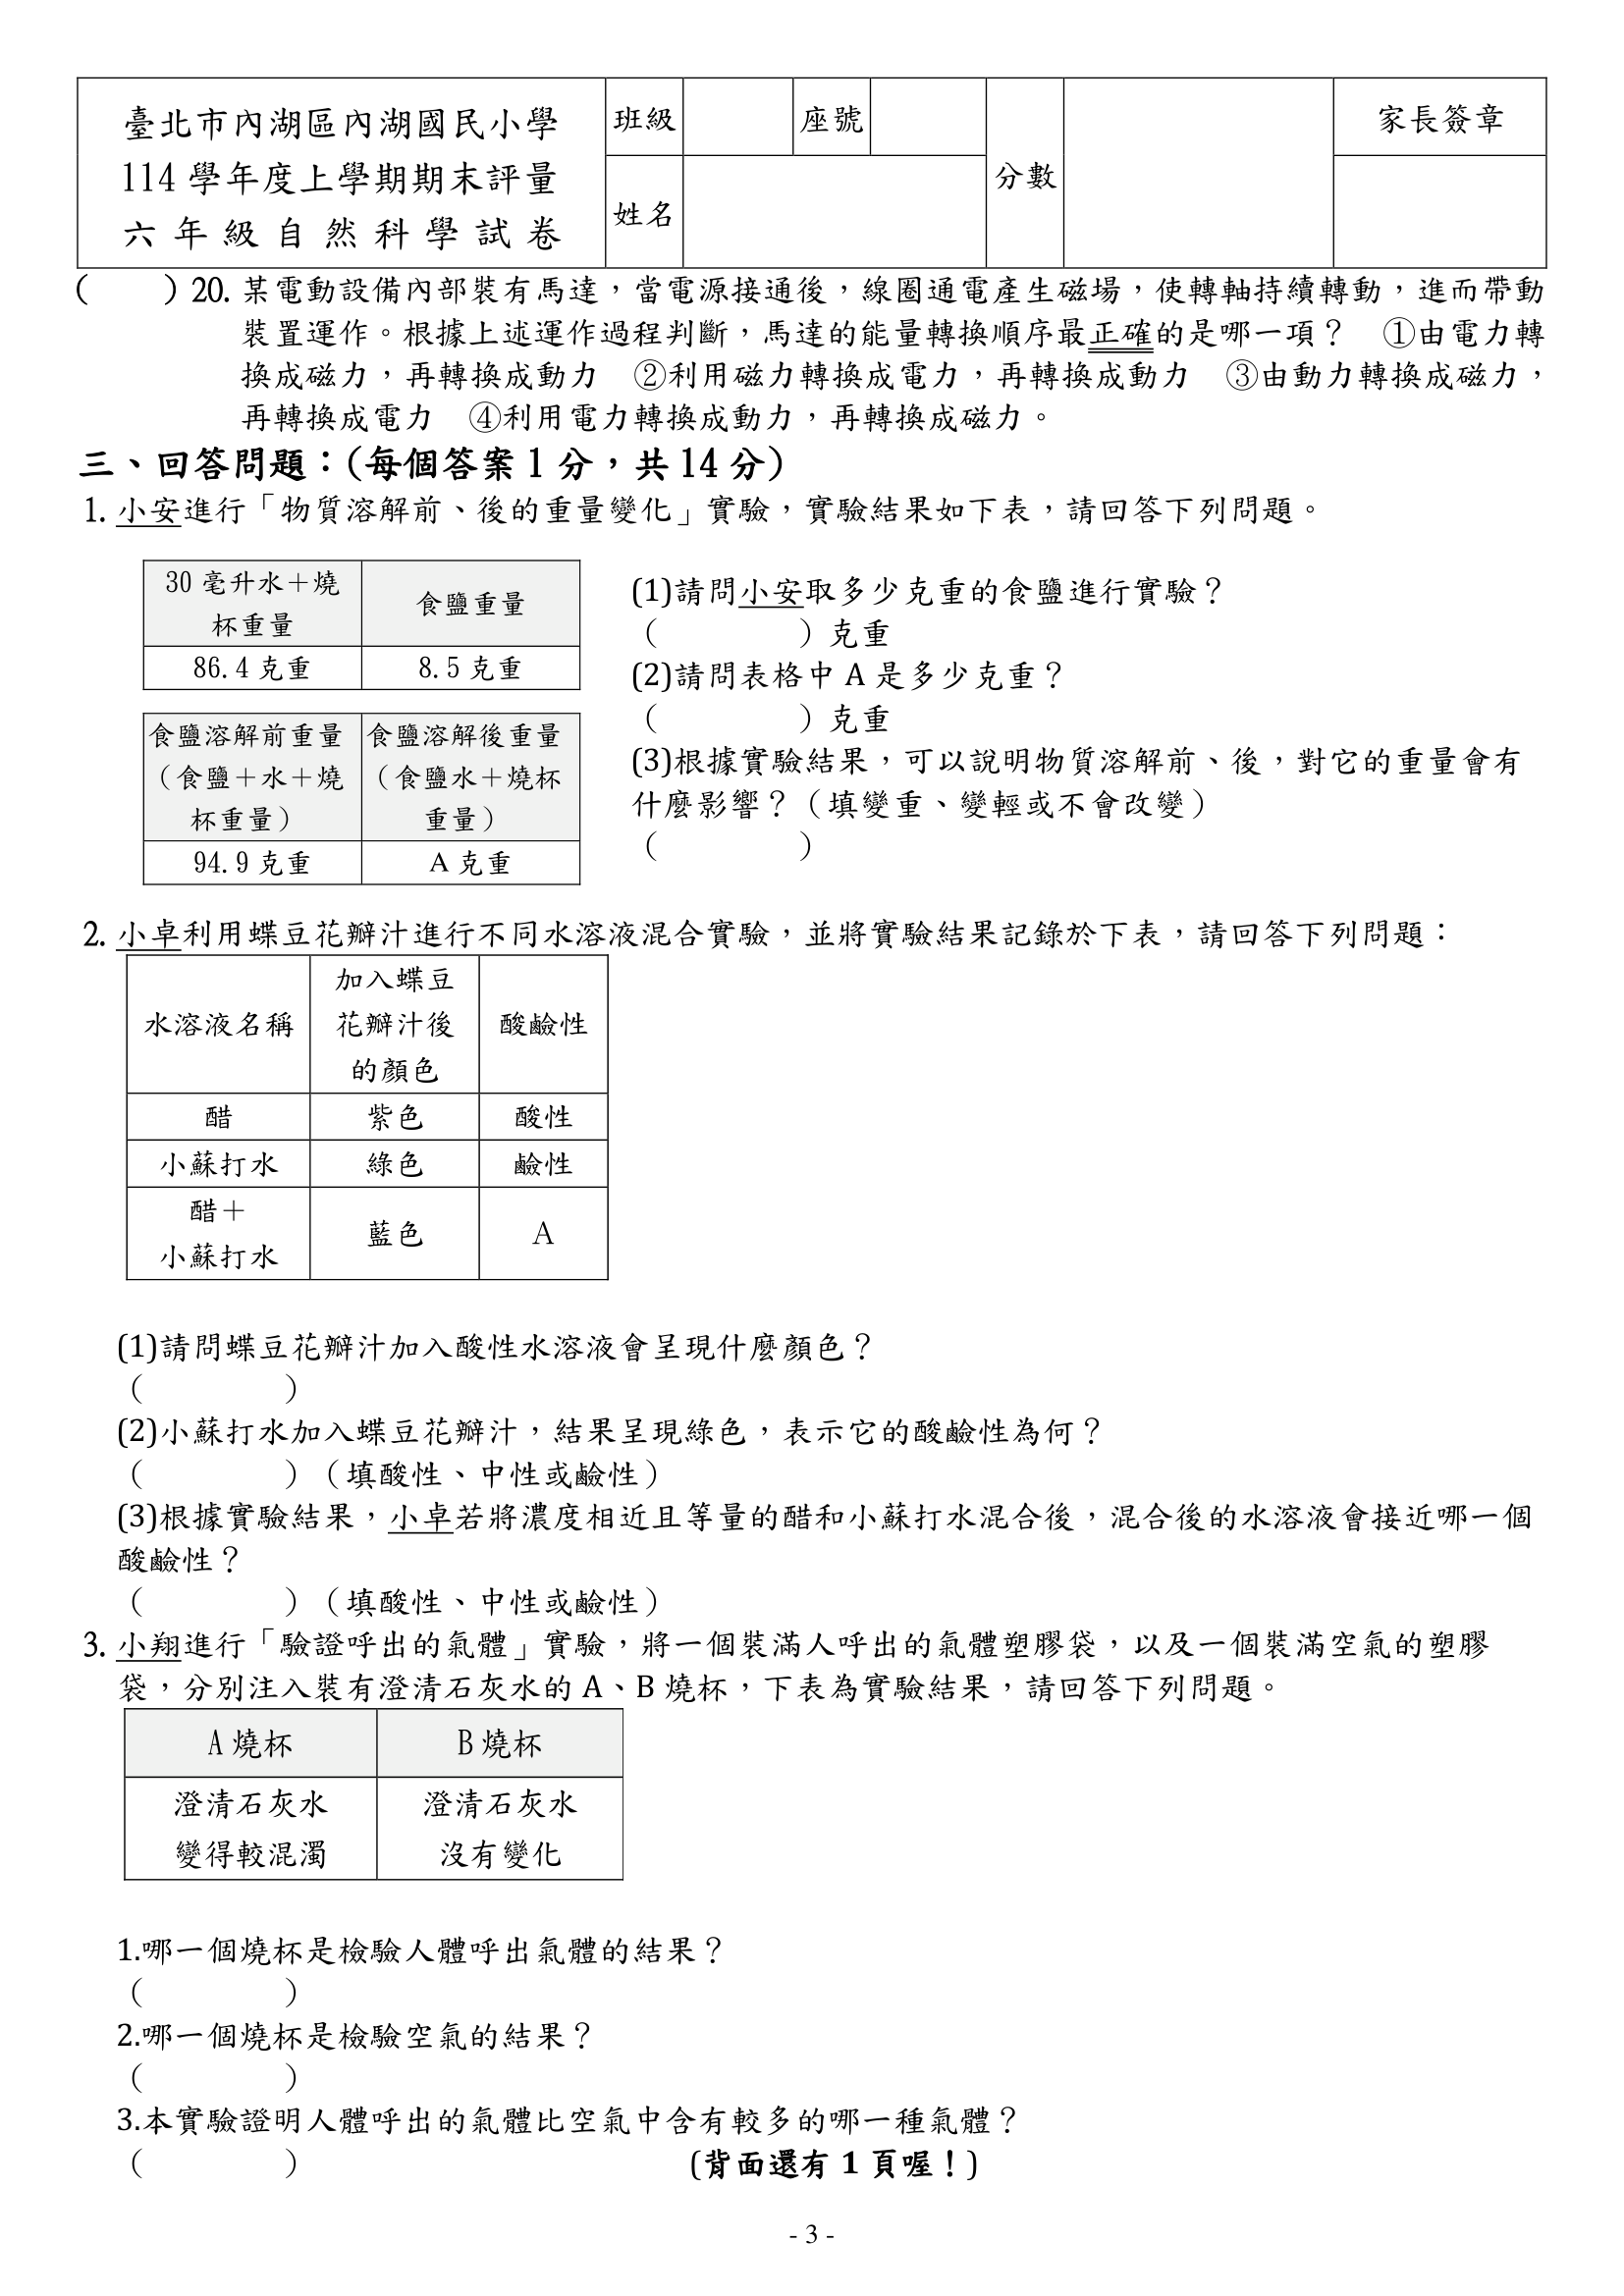 臺北市內湖區內湖國民小學
114 學年度上學期期末評量
六年級自然科學試卷
班級
座號
姓名
分數
家長簽章
(　　) 20. 某電動設備內部裝有馬達，當電源接通後，線圈通電產生磁場，使轉軸持續轉動，進而帶動
裝置運作。根據上述運作過程判斷，馬達的能量轉換順序最正確的是哪一項？　①由電力轉
換成磁力，再轉換成動力　②利用磁力轉換成電力，再轉換成動力　③由動力轉換成磁力，
再轉換成電力　④利用電力轉換成動力，再轉換成磁力。
三、回答問題：(每個答案 1 分，共 14 分)
1. 小安進行「物質溶解前、後的重量變化」實驗，實驗結果如下表，請回答下列問題。
30 毫升水＋燒
杯重量
食鹽重量
86.4 克重
8.5 克重
食鹽溶解前重量
（食鹽＋水＋燒
杯重量）
食鹽溶解後重量
（食鹽水＋燒杯
重量）
94.9 克重
A 克重
(1)請問小安取多少克重的食鹽進行實驗？
（　　　　）克重
(2)請問表格中 A 是多少克重？
（　　　　）克重
(3)根據實驗結果，可以說明物質溶解前、後，對它的重量會有
什麼影響？（填變重、變輕或不會改變）
（　　　　）
2. 小卓利用蝶豆花瓣汁進行不同水溶液混合實驗，並將實驗結果記錄於下表，請回答下列問題：
水溶液名稱
加入蝶豆
花瓣汁後
的顏色
酸鹼性
醋
紫色
酸性
小蘇打水
綠色
鹼性
醋＋
小蘇打水
藍色
A
(1)請問蝶豆花瓣汁加入酸性水溶液會呈現什麼顏色？
（　　　　）
(2)小蘇打水加入蝶豆花瓣汁，結果呈現綠色，表示它的酸鹼性為何？
（　　　　）（填酸性、中性或鹼性）
(3)根據實驗結果，小卓若將濃度相近且等量的醋和小蘇打水混合後，混合後的水溶液會接近哪一個
酸鹼性？
（　　　　）（填酸性、中性或鹼性）
3. 小翔進行「驗證呼出的氣體」實驗，將一個裝滿人呼出的氣體塑膠袋，以及一個裝滿空氣的塑膠
袋，分別注入裝有澄清石灰水的 A、B 燒杯，下表為實驗結果，請回答下列問題。
A 燒杯
B 燒杯
澄清石灰水
變得較混濁
澄清石灰水
沒有變化
1.哪一個燒杯是檢驗人體呼出氣體的結果？
（　　　　）
2.哪一個燒杯是檢驗空氣的結果？
（　　　　）
3.本實驗證明人體呼出的氣體比空氣中含有較多的哪一種氣體？
（　　　　）
(背面還有 1 頁喔！)
- 3 -